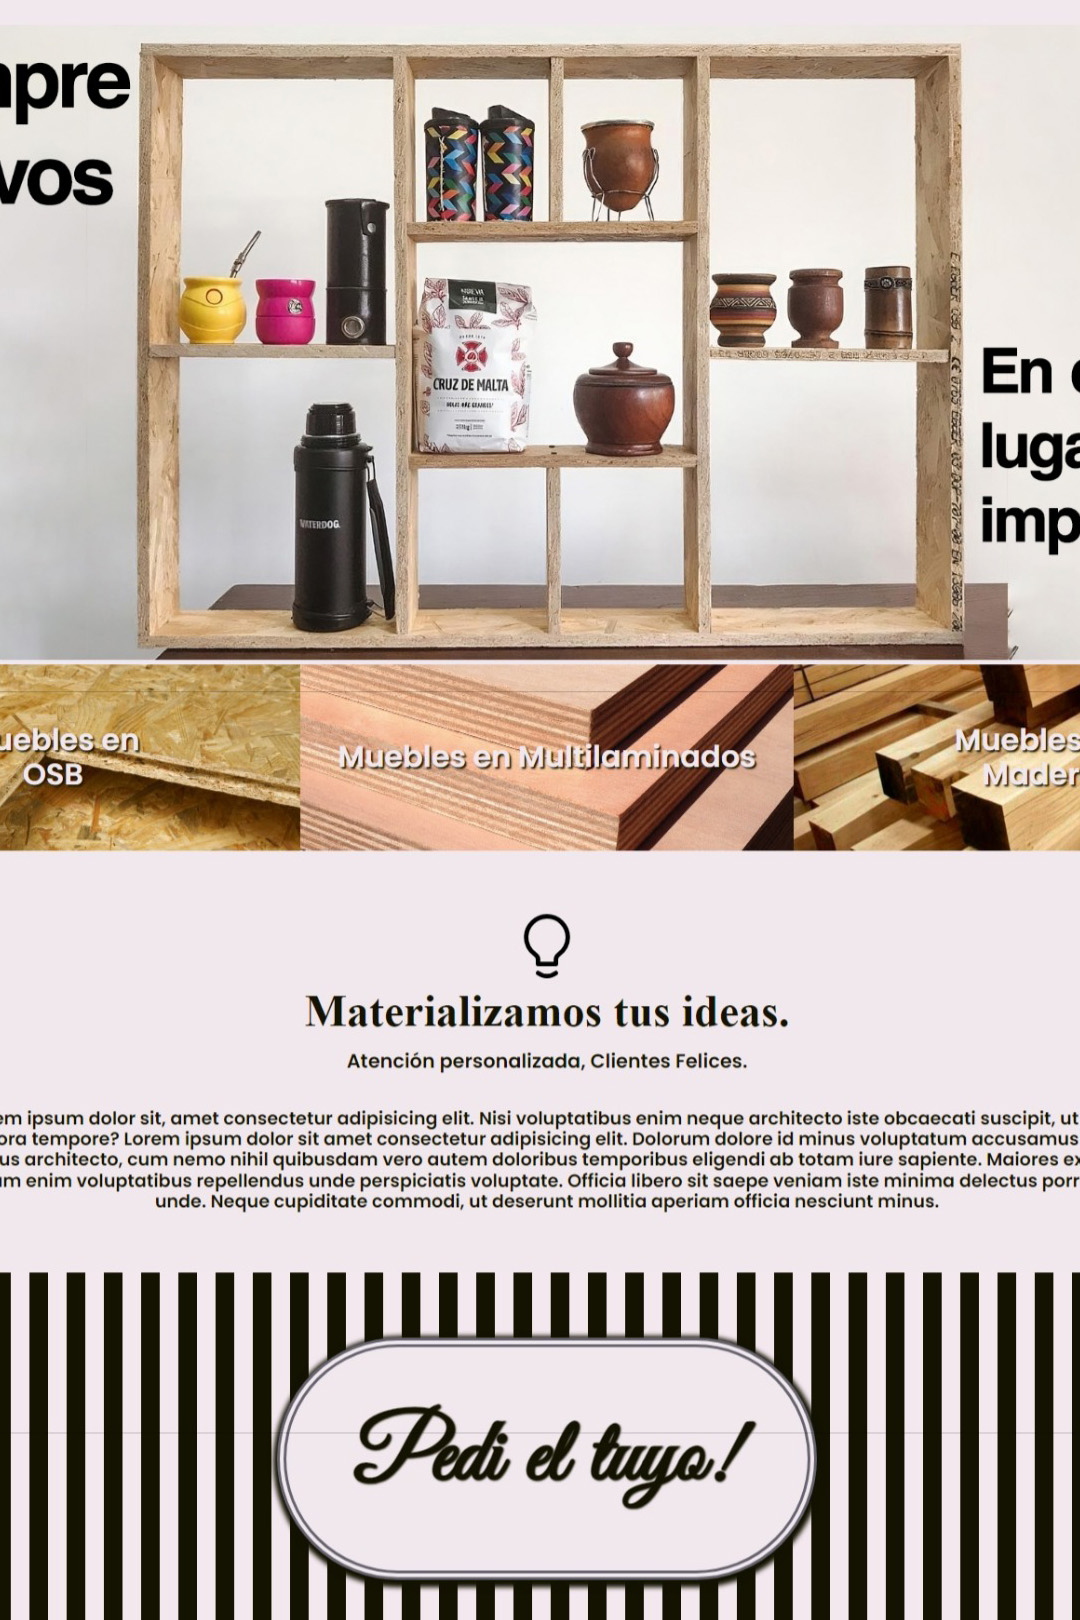 mpre
vos
CRUZ DE MALTA
WATERDOG
En
luga
imp
uebles en
OSB
Muebles en Multilaminados
Muebles
Mader
Materializamos tus ideas.
Atención personalizada, Clientes Felices.
em ipsum dolor sit, amet consectetur adipisicing elit. Nisi voluptatibus enim neque architecto iste obcaecati suscipit, ut
ora tempore? Lorem ipsum dolor sit amet consectetur adipisicing elit. Dolorum dolore id minus voluptatum accusamus
us architecto, cum nemo nihil quibusdam vero autem doloribus temporibus eligendi ab totam iure sapiente. Maiores ex
um enim voluptatibus repellendus unde perspiciatis voluptate. Officia libero sit saepe veniam iste minima delectus porr
unde. Neque cupiditate commodi, ut deserunt mollitia aperiam officia nesciunt minus.
Pedi el tuyo!